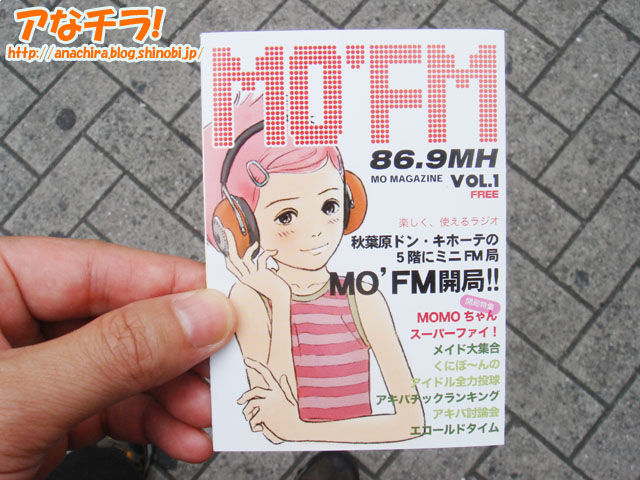 アなチラ!
http://anachira.blog.shinobi.jp/
MO'FM
86.9MH
MO MAGAZINE VOL.1
FREE
楽しく、使えるラジオ
秋葉原ドン・キホーテの
5階にミニFM局
MO'FM開局!!
開局特集
MOMOちゃん
スーパーファイ!
メイド大集合
くにぽ~んの
アイドル全力投球
アキバチックランキング
アキバ討論会
エコールドタイム